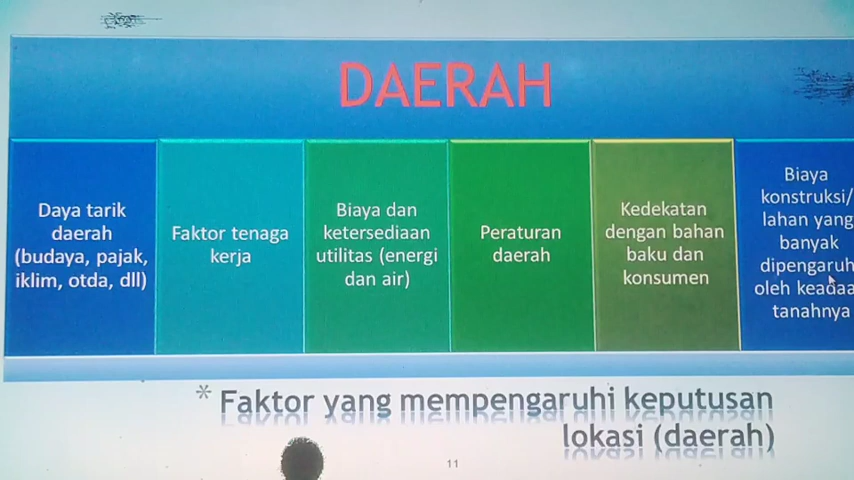 DAERAH
Daya tarik
daerah
(budaya, pajak,
iklim, otda, dll)
Faktor tenaga
kerja
Biaya dan
ketersediaan
utilitas (energi
dan air)
Peraturan
daerah
Kedekatan
dengan bahan
baku dan
konsumen
Biaya
konstruksi/
lahan yang
banyak
dipengaruh
oleh keadaa
tanahnya
* Faktor yang mempengaruhi keputusan
lokasi (daerah)
11